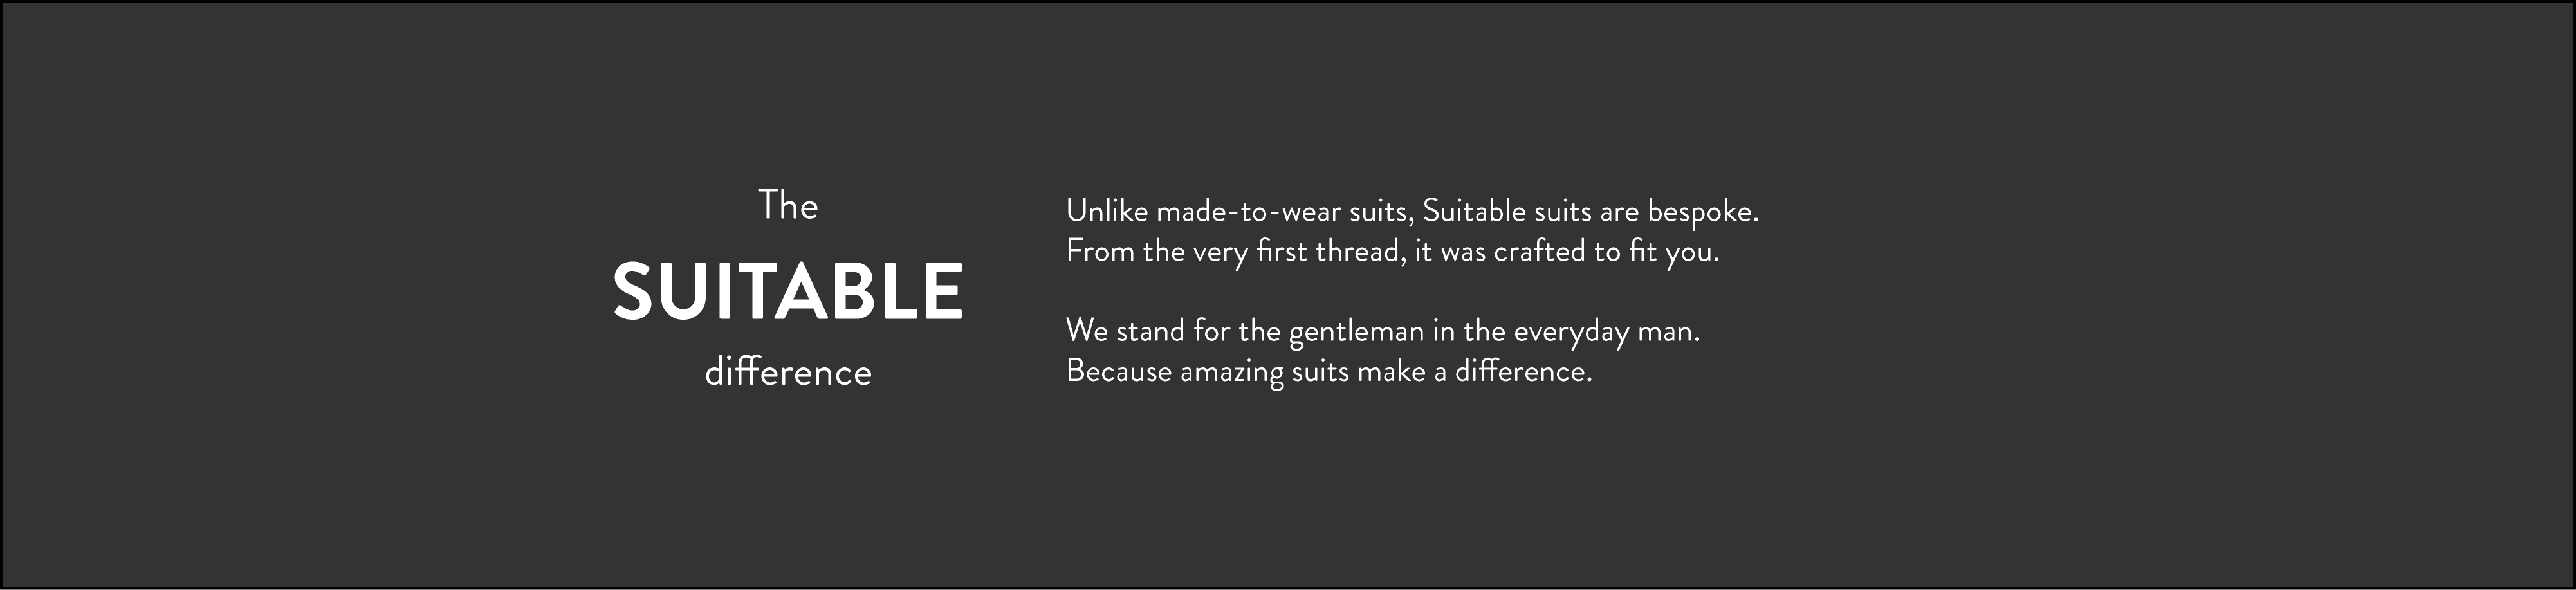 The
SUITABLE
difference
Unlike made-to-wear suits, Suitable suits are bespoke.
From the very first thread, it was crafted to fit you.
We stand for the gentleman in the everyday man.
Because amazing suits make a difference.